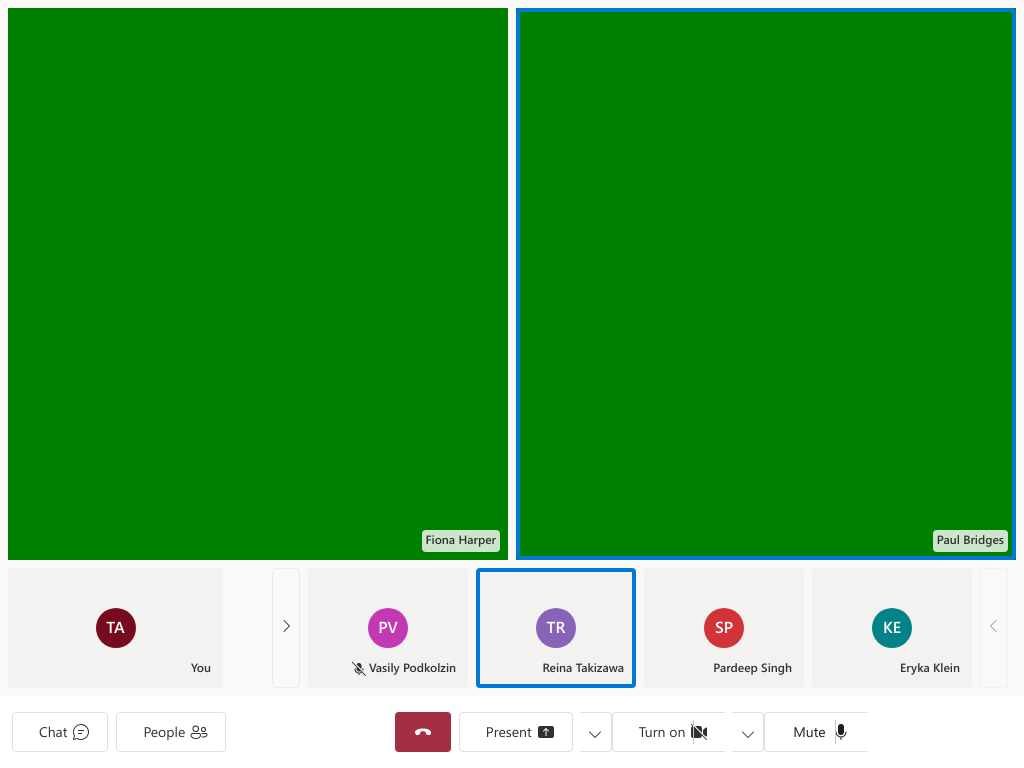 Fiona Harper
Paul Bridges
TA
You
PV
Vasily Podkolzin
TR
Reina Takizawa
SP
Pardeep Singh
KE
Eryka Klein
Chat
People
Present
Turn on
Mute